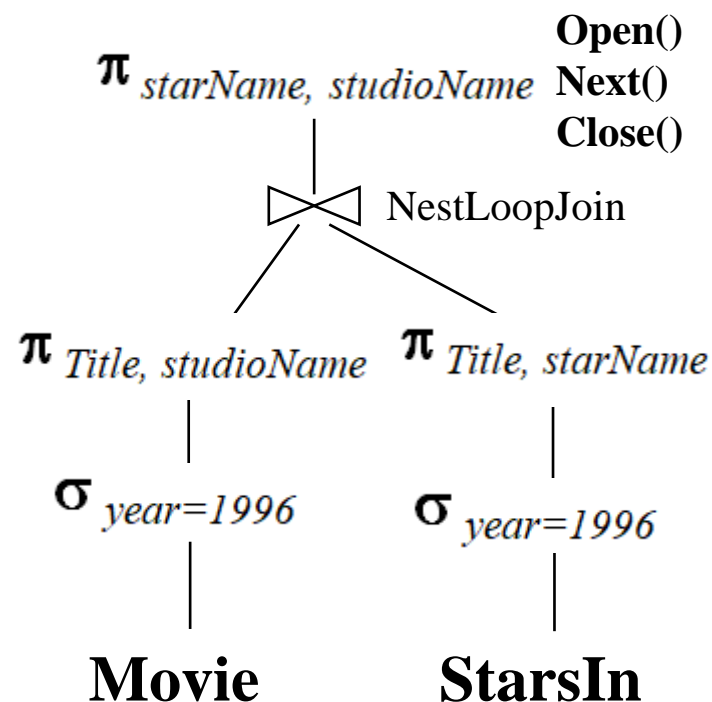 π starName, studioName
Open()
Next()
Close()
NestLoopJoin
π Title, studioName
π Title, starName
σ year=1996
σ year=1996
Movie
StarsIn